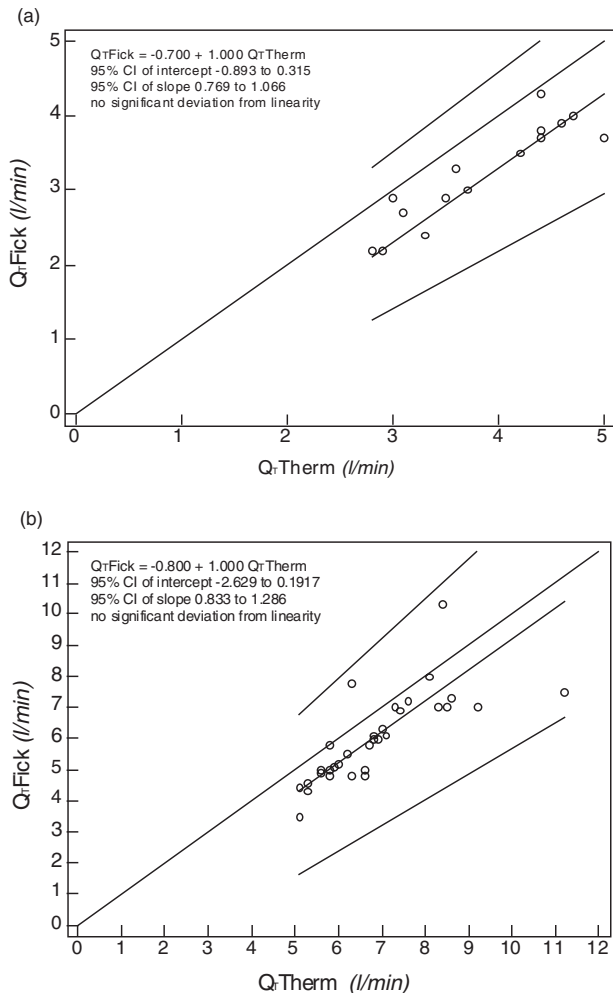 (a)
5
4
3
2
1
0
QTFick (l/min)
QTFick = -0.700 + 1.000 QTTherm
95% CI of intercept -0.893 to 0.315
95% CI of slope 0.769 to 1.066
no significant deviation from linearity
0 1 2 3 4 5
QTTherm (l/min)
(b)
12
11
10
9
8
7
6
5
4
3
2
1
0
QTFick (l/min)
QTFick = -0.800 + 1.000 QTTherm
95% CI of intercept -2.629 to 0.1917
95% CI of slope 0.833 to 1.286
no significant deviation from linearity
0 1 2 3 4 5 6 7 8 9 10 11 12
QTTherm (l/min)